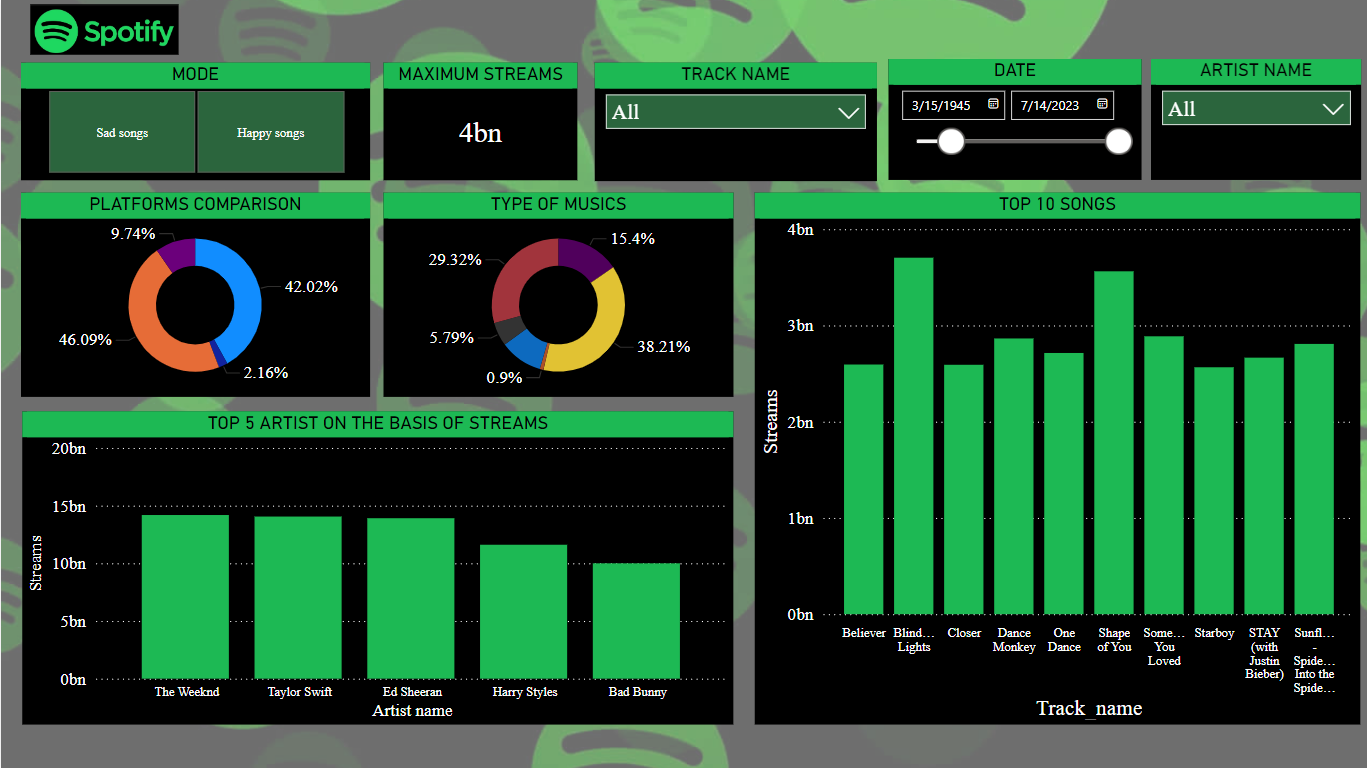 Spotify
MODE
Sad songs
Happy songs
MAXIMUM STREAMS
4bn
TRACK NAME
All
DATE
3/15/1945
7/14/2023
ARTIST NAME
All
PLATFORMS COMPARISON
9.74%
42.02%
46.09%
2.16%
TYPE OF MUSICS
15.4%
29.32%
5.79%
38.21%
0.9%
TOP 5 ARTIST ON THE BASIS OF STREAMS
20bn
15bn
10bn
5bn
0bn
Streams
The Weeknd
Taylor Swift
Ed Sheeran
Harry Styles
Bad Bunny
Artist name
TOP 10 SONGS
4bn
3bn
2bn
1bn
0bn
Streams
Believer
Blind...
Lights
Closer
Dance
Monkey
One
Dance
Shape
of You
Some...
You
Loved
Starboy
STAY
(with
Justin
Bieber)
Sunfl...
-
Spide...
Into the
Spide...
Track_name